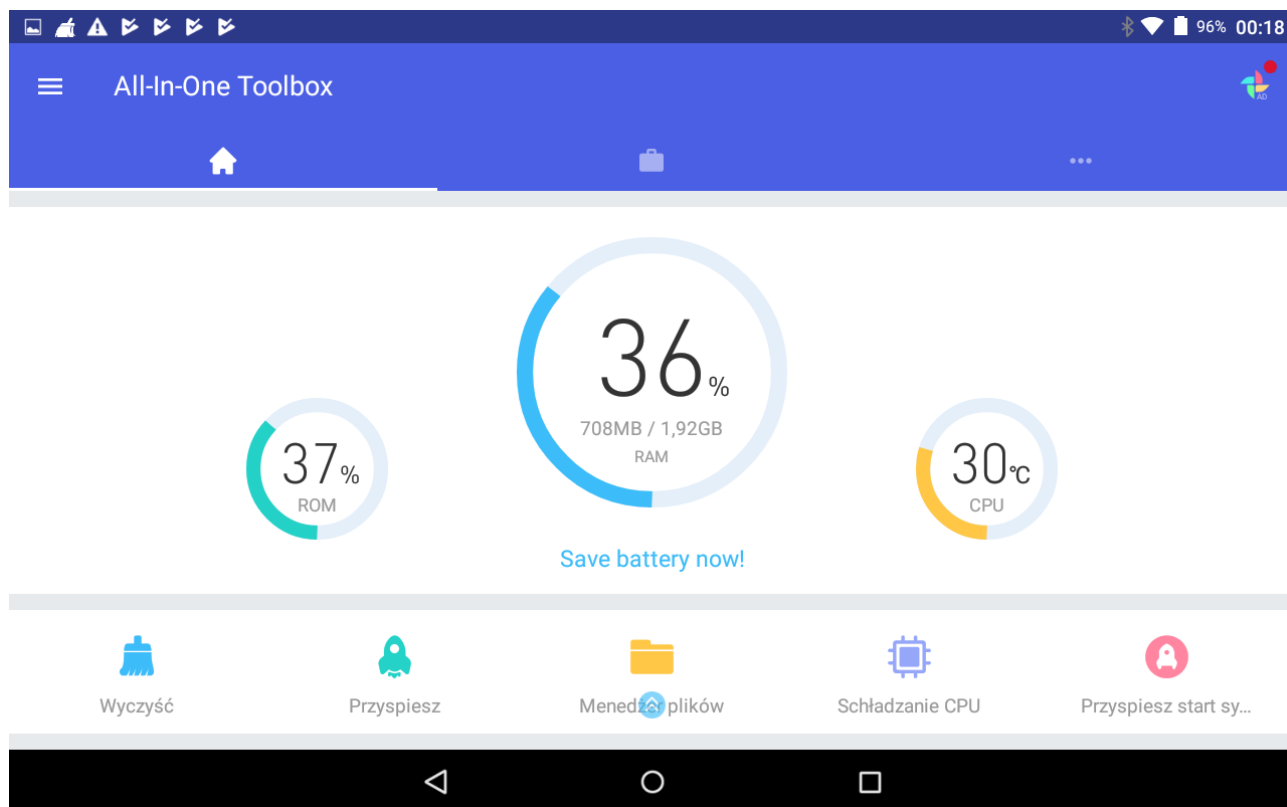 96% 00:18
All-In-One Toolbox
AD
36%
708MB / 1,92GB
RAM
37%
ROM
30°C
CPU
Save battery now!
Wyczyść
Przyspiesz
Menedżer plików
Schładzanie CPU
Przyspiesz start sy...